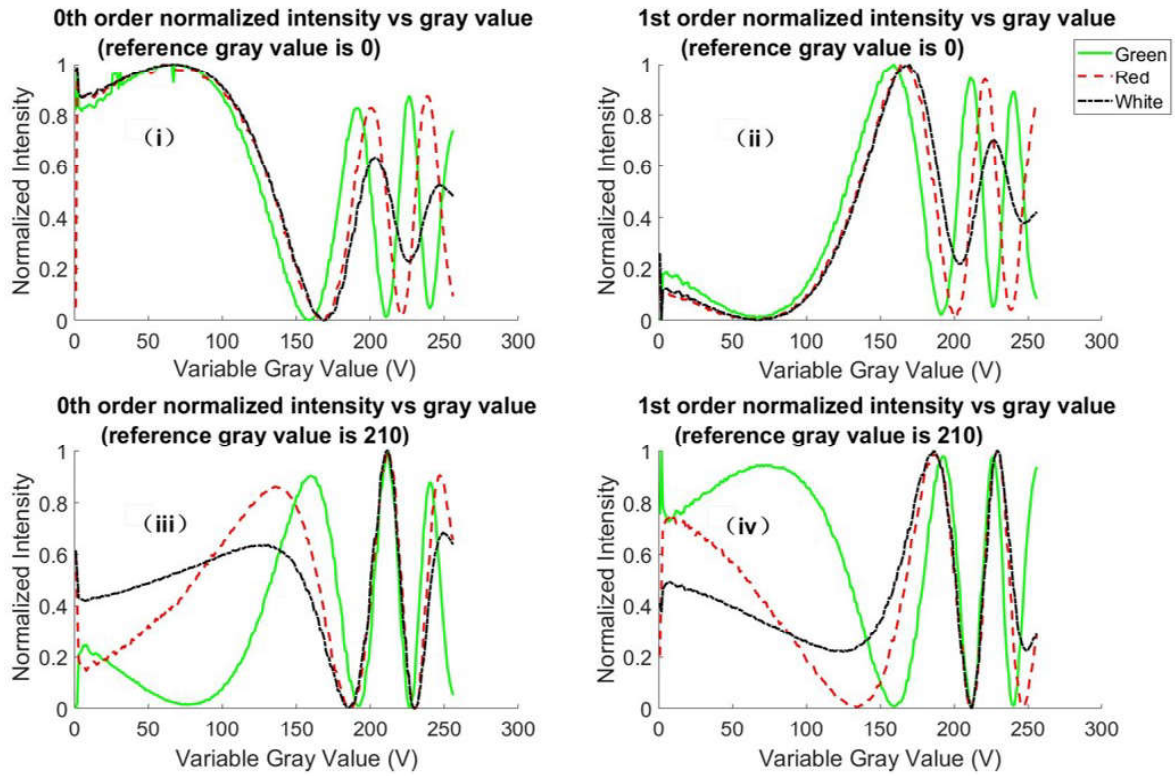 0th order normalized intensity vs gray value
(reference gray value is 0)
1
0.8
0.6
0.4
0.2
0
Normalized Intensity
(i)
0 50 100 150 200 250 300
Variable Gray Value (V)
1st order normalized intensity vs gray value
(reference gray value is 0)
1
0.8
0.6
0.4
0.2
0
Normalized Intensity
(ii)
0 50 100 150 200 250 300
Variable Gray Value (V)
Green
Red
White
0th order normalized intensity vs gray value
(reference gray value is 210)
1
0.8
0.6
0.4
0.2
0
Normalized Intensity
(iii)
0 50 100 150 200 250 300
Variable Gray Value (V)
1st order normalized intensity vs gray value
(reference gray value is 210)
1
0.8
0.6
0.4
0.2
0
Normalized Intensity
(iv)
0 50 100 150 200 250 300
Variable Gray Value (V)